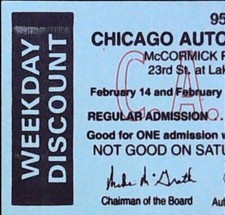 WEEKDAY
DISCOUNT
95
CHICAGO AUTO
McCORMICK P
23rd St. at Lak
C.A.
February 14 and February
REGULAR ADMISSION . .
Good for ONE admission w
NOT GOOD ON SATU
Chairman of the Board